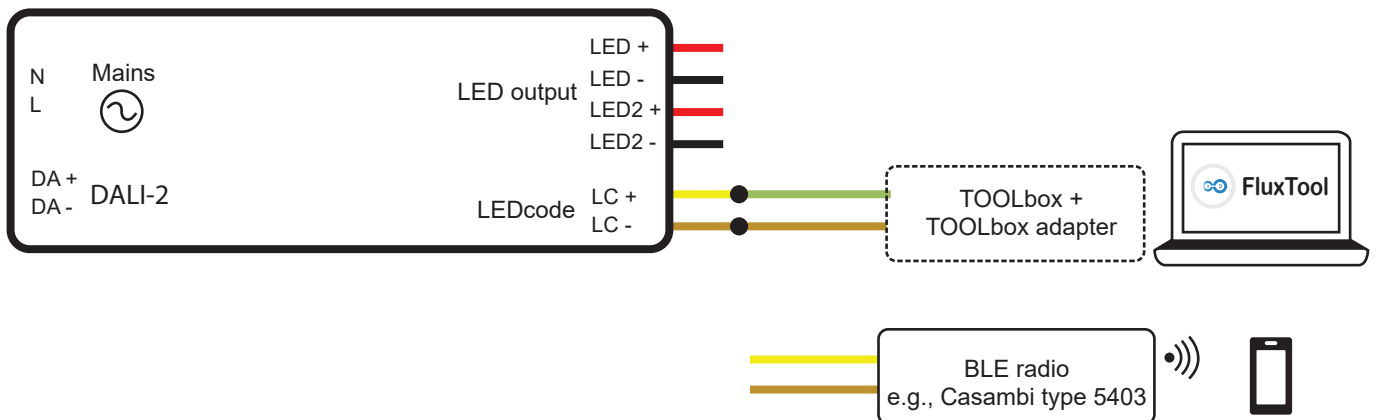 N
L
Mains
DA +
DA -
DALI-2
LED output
LED +
LED -
LED2 +
LED2 -
LEDcode
LC +
LC -
TOOLbox +
TOOLbox adapter
FluxTool
BLE radio
e.g., Casambi type 5403